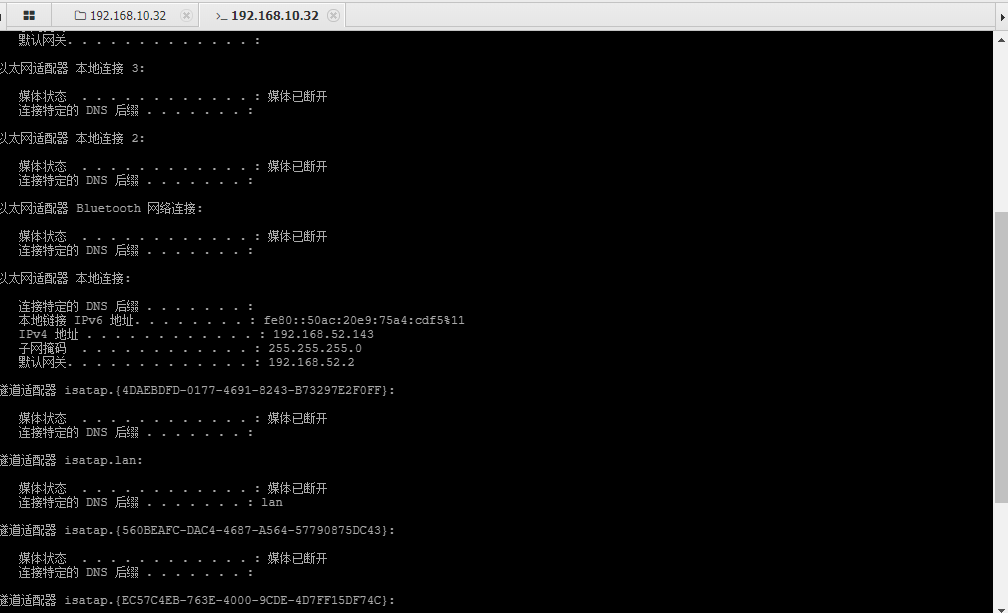 192.168.10.32
192.168.10.32
默认网关. . . . . . . . . . . . . :
以太网适配器 本地连接 3:
媒体状态 . . . . . . . . . . . . : 媒体已断开
连接特定的 DNS 后缀 . . . . . . . :
以太网适配器 本地连接 2:
媒体状态 . . . . . . . . . . . . : 媒体已断开
连接特定的 DNS 后缀 . . . . . . . :
以太网适配器 Bluetooth 网络连接:
媒体状态 . . . . . . . . . . . . : 媒体已断开
连接特定的 DNS 后缀 . . . . . . . :
以太网适配器 本地连接:
连接特定的 DNS 后缀 . . . . . . . :
本地链接 IPv6 地址. . . . . . . . : fe80::50ac:20e9:75a4:cdf5%11
IPv4 地址 . . . . . . . . . . . . : 192.168.52.143
子网掩码 . . . . . . . . . . . . : 255.255.255.0
默认网关. . . . . . . . . . . . . : 192.168.52.2
隧道适配器 isatap.{4DAEBDFD-0177-4691-8243-B73297E2F0FF}:
媒体状态 . . . . . . . . . . . . : 媒体已断开
连接特定的 DNS 后缀 . . . . . . . :
隧道适配器 isatap.lan:
媒体状态 . . . . . . . . . . . . : 媒体已断开
连接特定的 DNS 后缀 . . . . . . . : lan
隧道适配器 isatap.{560BEAFC-DAC4-4687-A564-57790875DC43}:
媒体状态 . . . . . . . . . . . . : 媒体已断开
连接特定的 DNS 后缀 . . . . . . . :
隧道适配器 isatap.{EC57C4EB-763E-4000-9CDE-4D7FF15DF74C}: